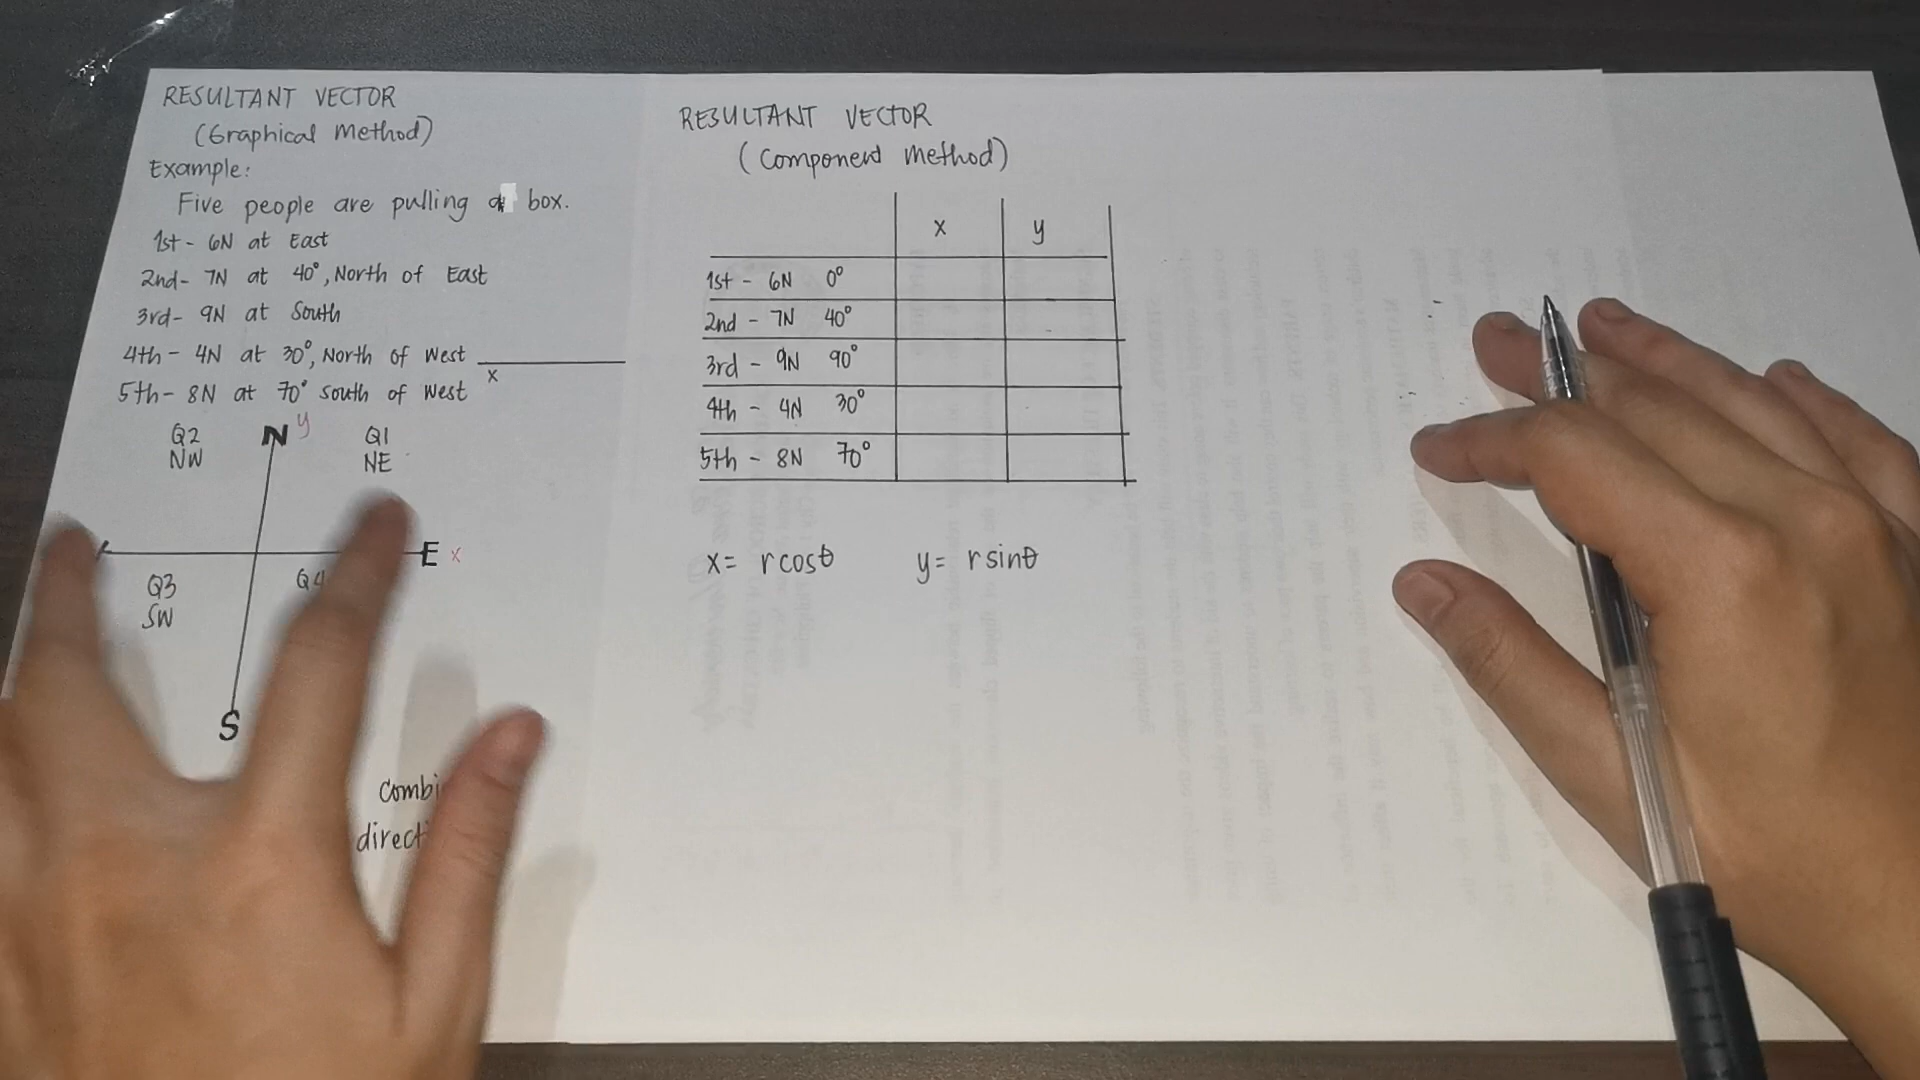 RESULTANT VECTOR
(Graphical Method)
Example:
Five people are pulling a box.
1st - 6N at East
2nd- 7N at 40°, North of East
3rd- 9N at South
4th - 4N at 30°, North of West
x
5th- 8N at 70° South of West
Q2
NW
N y
Q1
NE
E x
Q3
SW
Q4
S
RESULTANT VECTOR
(Component Method)
x y
1st - 6N 0°
2nd - 7N 40°
3rd - 9N 90°
4th - 4N 30°
5th - 8N 70°
x = r cosθ y = r sinθ